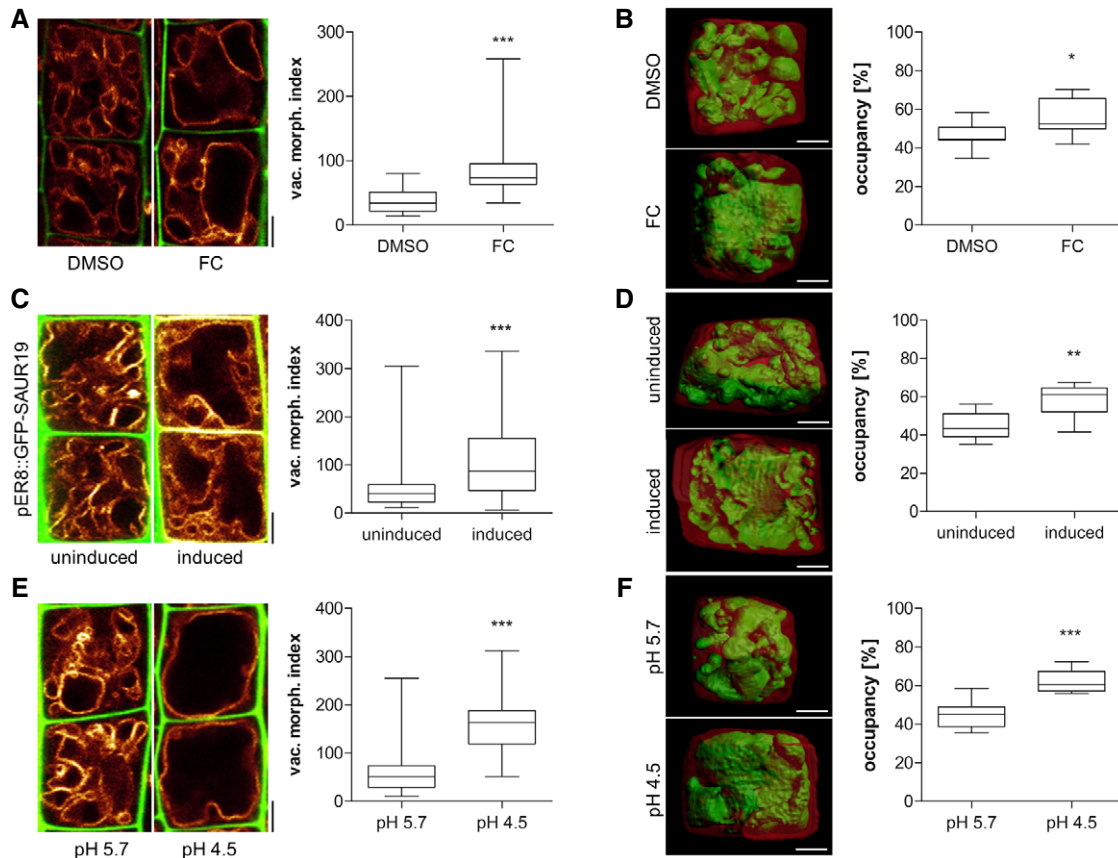 A
DMSO
FC
vac. morph. index
300
200
100
0
***
DMSO
FC
B
DMSO
FC
occupancy [%]
100
80
60
40
20
0
*
DMSO
FC
C
pER8::GFP-SAUR19
uninduced
induced
vac. morph. index
400
300
200
100
0
***
uninduced
induced
D
uninduced
induced
occupancy [%]
100
80
60
40
20
0
**
uninduced
induced
E
pH 5.7
pH 4.5
vac. morph. index
400
300
200
100
0
***
pH 5.7
pH 4.5
F
pH 5.7
pH 4.5
occupancy [%]
100
80
60
40
20
0
***
pH 5.7
pH 4.5